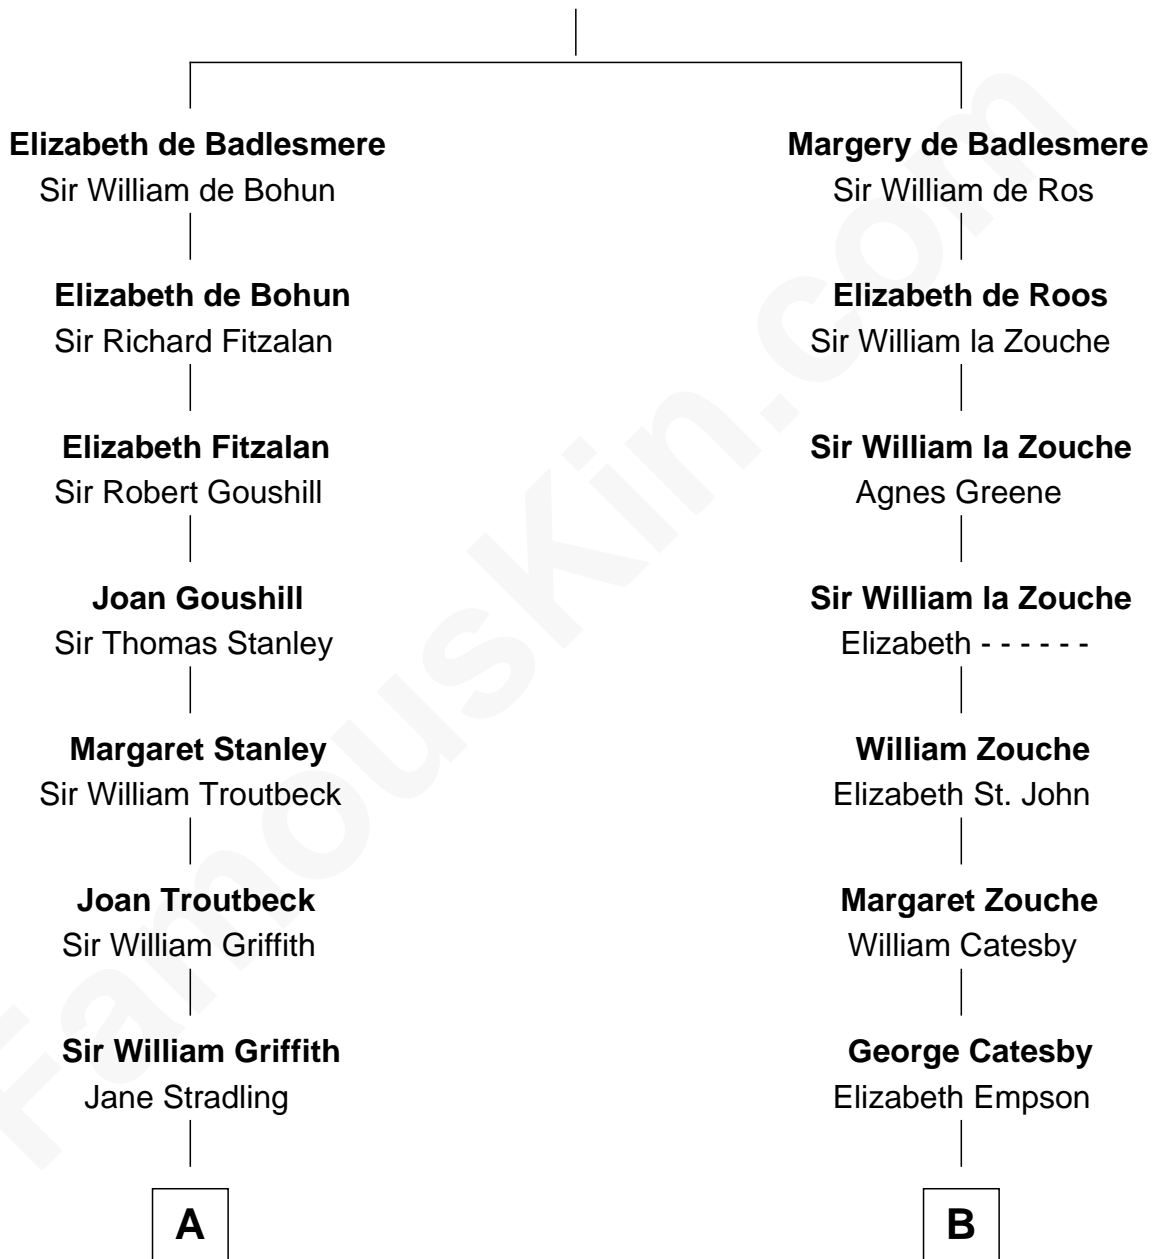 Elizabeth de Badlesmere
Sir William de Bohun
Elizabeth de Bohun
Sir Richard Fitzalan
Elizabeth Fitzalan
Sir Robert Goushill
Joan Goushill
Sir Thomas Stanley
Margaret Stanley
Sir William Troutbeck
Joan Troutbeck
Sir William Griffith
Sir William Griffith
Jane Stradling
A
Margery de Badlesmere
Sir William de Ros
Elizabeth de Roos
Sir William la Zouche
Sir William la Zouche
Agnes Greene
Sir William la Zouche
Elizabeth - - - - - -
William Zouche
Elizabeth St. John
Margaret Zouche
William Catesby
George Catesby
Elizabeth Empson
B
FamousKin.com